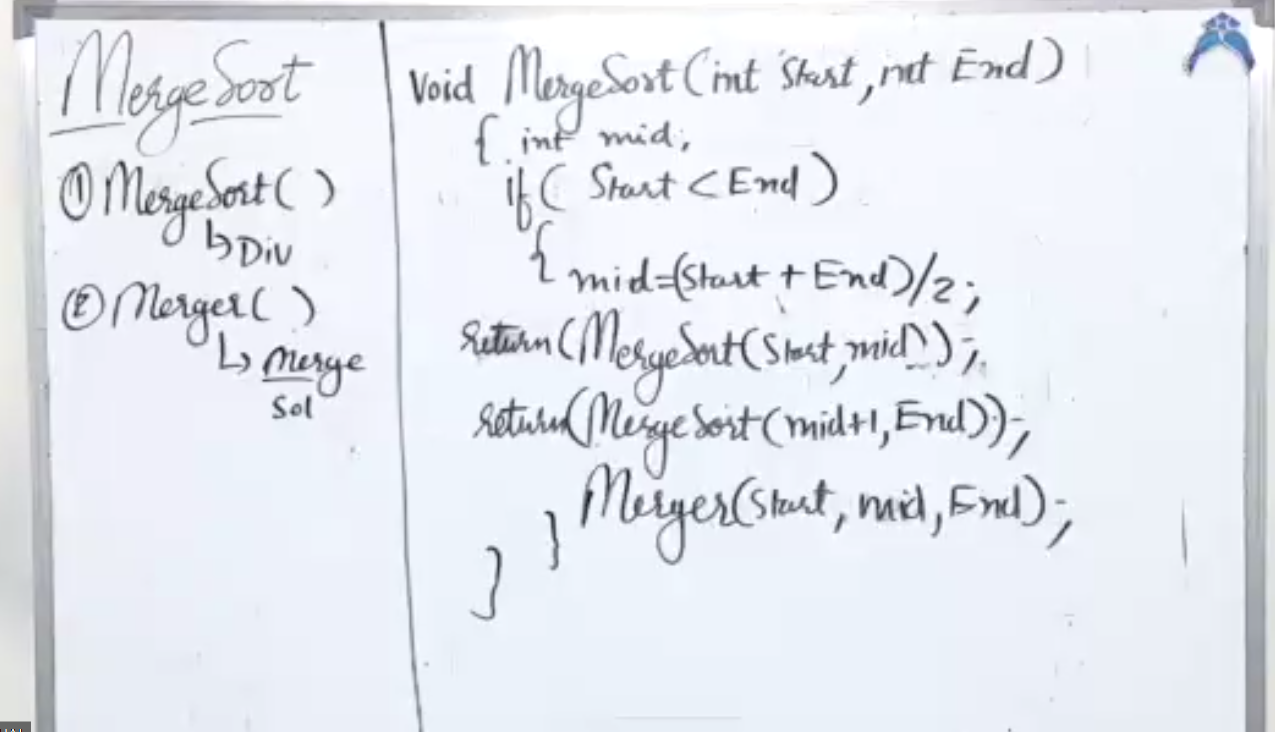 MergeSort
① MergeSort( )
↳ Div
② Merger( )
↳ Merge
Sol
Void MergeSort(int Start, int End)
{ int mid;
if( Start < End )
{ mid=(Start + End)/2;
return(MergeSort(Start,mid));
return(MergeSort(mid+1,End));
Merger(Start, mid, End);
}
}